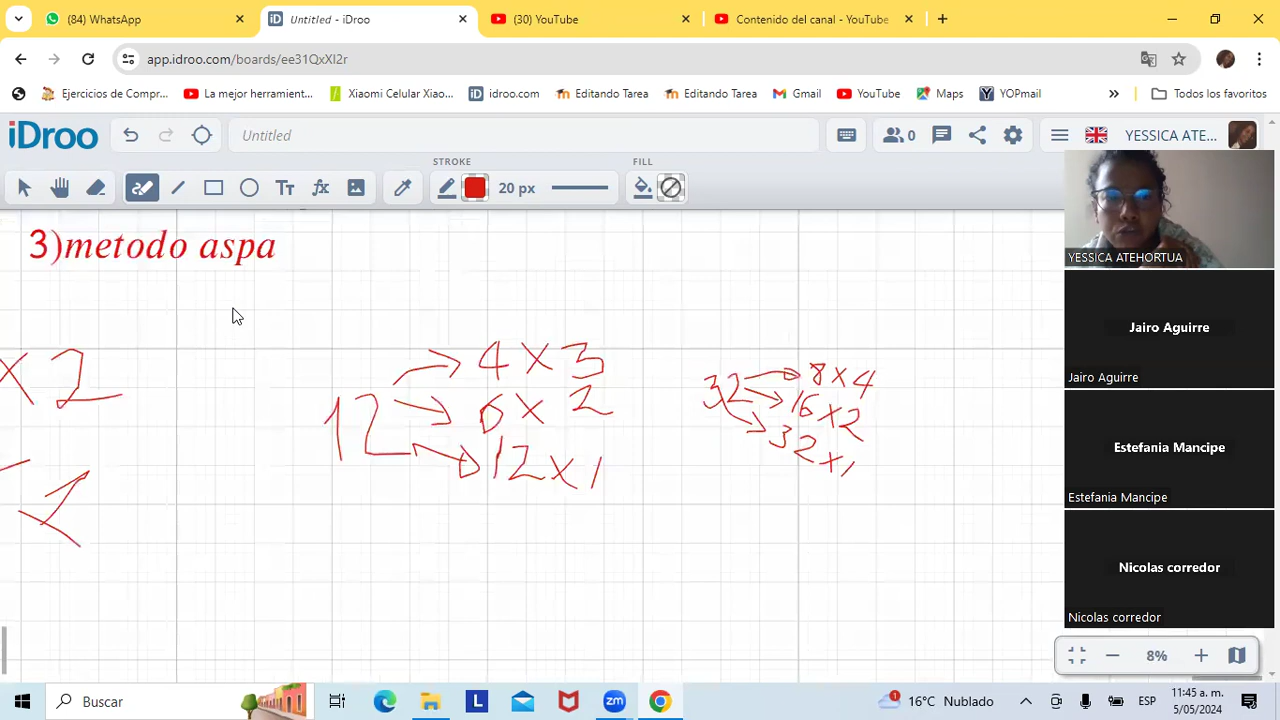 (84) WhatsApp
Untitled - iDroo
(30) YouTube
Contenido del canal - YouTube
app.idroo.com/boards/ee31QxXI2r
Ejercicios de Compr...
La mejor herramient...
Xiaomi Celular Xiao...
idroo.com
Editando Tarea
Editando Tarea
Gmail
YouTube
Maps
YOPmail
Todos los favoritos
iDroo
Untitled
0
YESSICA ATE...
STROKE
FILL
20 px
3)metodo aspa
x 2
12
4 x 3
6 x 2
12 x 1
32
8 x 4
16 x 2
32 x 1
YESSICA ATEHORTUA
Jairo Aguirre
Jairo Aguirre
Estefania Mancipe
Estefania Mancipe
Nicolas corredor
Nicolas corredor
8%
Buscar
16°C Nublado
ESP
11:45 a. m.
5/05/2024